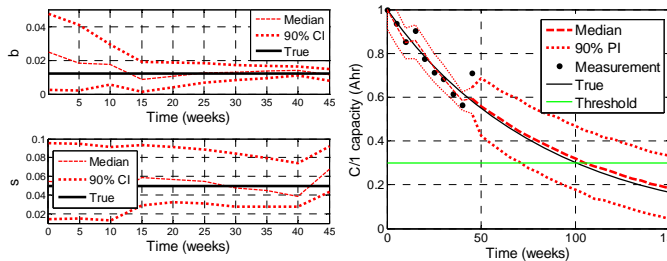 b
0.04
0.02
0
0 5 10 15 20 25 30 35 40 45
Time (weeks)
Median
90% CI
True
s
0.1
0.08
0.06
0.04
0.02
0 5 10 15 20 25 30 35 40 45
Time (weeks)
Median
90% CI
True
C/1 capacity (Ahr)
1
0.8
0.6
0.4
0.2
0
0 50 100 150
Time (weeks)
Median
90% PI
Measurement
True
Threshold